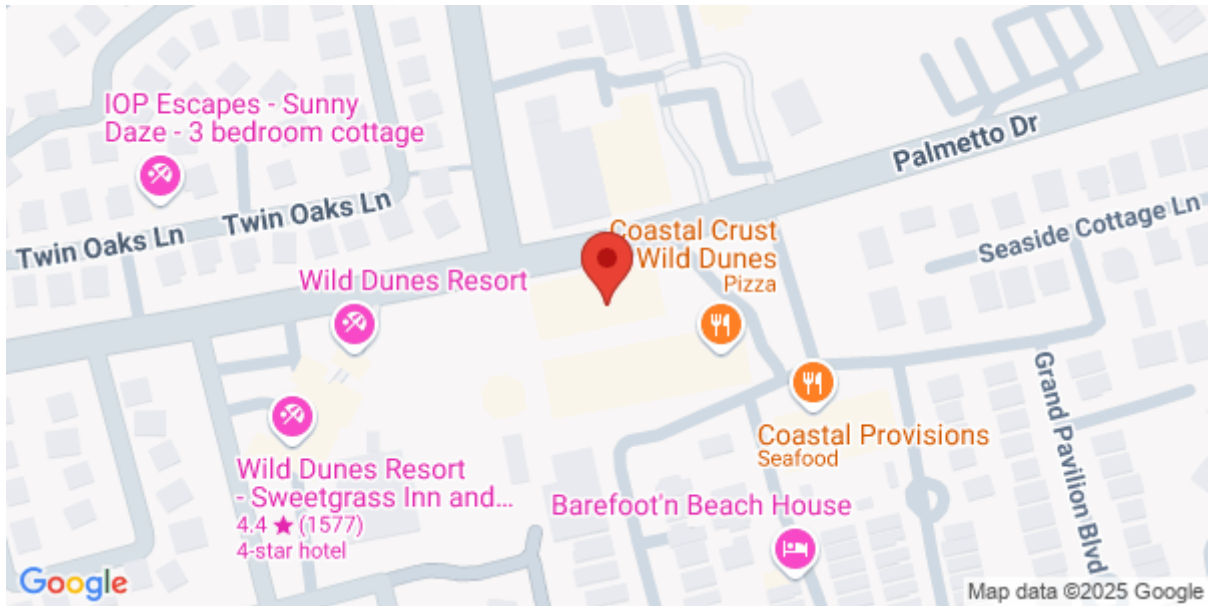 IOP Escapes - Sunny
Daze - 3 bedroom cottage
Palmetto Dr
Twin Oaks Ln
Twin Oaks Ln
Seaside Cottage Ln
Coastal Crust
Wild Dunes
Pizza
Wild Dunes Resort
Grand Pavilion Blvd
Coastal Provisions
Seafood
Wild Dunes Resort
- Sweetgrass Inn and...
4.4 ★ (1577)
4-star hotel
Barefoot'n Beach House
Google
Map data ©2025 Google